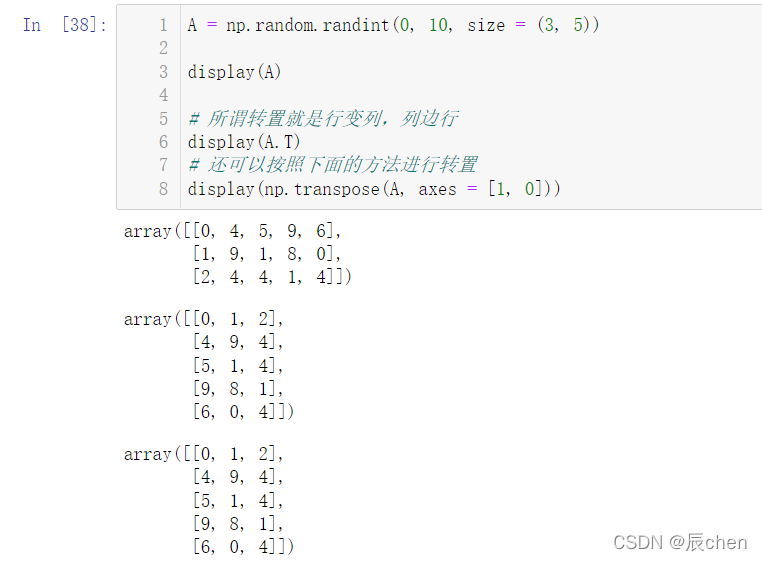 In [38]:
1 A = np.random.randint(0, 10, size = (3, 5))
2
3 display(A)
4
5 # 所谓转置就是行变列，列边行
6 display(A.T)
7 # 还可以按照下面的方法进行转置
8 display(np.transpose(A, axes = [1, 0]))
array([[0, 4, 5, 9, 6],
[1, 9, 1, 8, 0],
[2, 4, 4, 1, 4]])
array([[0, 1, 2],
[4, 9, 4],
[5, 1, 4],
[9, 8, 1],
[6, 0, 4]])
array([[0, 1, 2],
[4, 9, 4],
[5, 1, 4],
[9, 8, 1],
[6, 0, 4]])
CSDN @辰chen